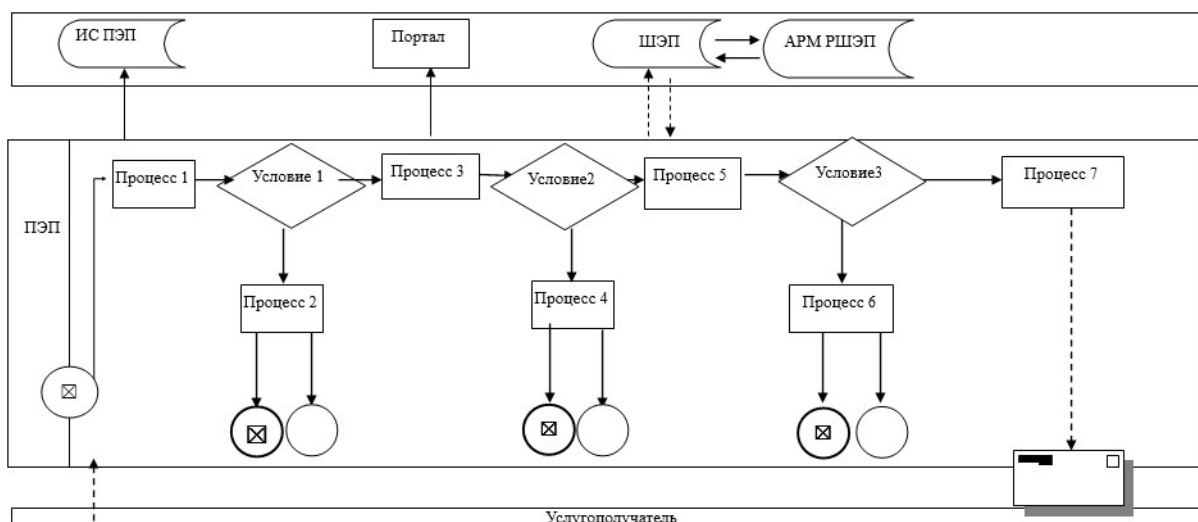 ИС ПЭП
Портал
ШЭП
АРМ РШЭП
Процесс 1
Условие 1
Процесс 3
Условие2
Процесс 5
Условие3
Процесс 7
ПЭП
Процесс 2
Процесс 4
Процесс 6
Услугополучатель